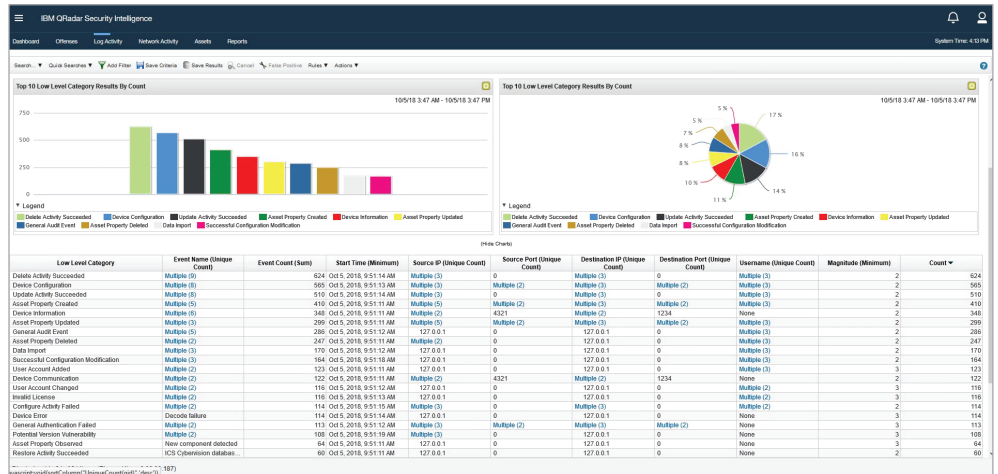 IBM QRadar Security Intelligence
Dashboard Offenses Log Activity Network Activity Assets Reports System Time: 4:13 PM
Search... ▼ Quick Searches ▼ Add Filter Save Criteria Save Results Cancel False Positive Rules ▼ Actions ▼
Top 10 Low Level Category Results By Count
10/5/18 3:47 AM - 10/5/18 3:47 PM
750
500
250
0
▼ Legend
Delete Activity Succeeded Device Configuration Update Activity Succeeded Asset Property Created Device Information Asset Property Updated
General Audit Event Asset Property Deleted Data Import Successful Configuration Modification
Top 10 Low Level Category Results By Count
10/5/18 3:47 AM - 10/5/18 3:47 PM
5 %
17 %
5 %
7 %
8 %
16 %
8 %
10 %
14 %
11 %
▼ Legend
Delete Activity Succeeded Device Configuration Update Activity Succeeded Asset Property Created Device Information Asset Property Updated
General Audit Event Asset Property Deleted Data Import Successful Configuration Modification
(Hide Charts)
Low Level Category Event Name (Unique Count) Event Count (Sum) Start Time (Minimum) Source IP (Unique Count) Source Port (Unique Count) Destination IP (Unique Count) Destination Port (Unique Count) Username (Unique Count) Magnitude (Minimum) Count ▼
Delete Activity Succeeded Multiple (3) 624 Oct 5, 2018, 9:51:14 AM Multiple (3) 0 Multiple (3) 0 Multiple (3) 2 624
Device Configuration Multiple (8) 565 Oct 5, 2018, 9:51:13 AM Multiple (3) Multiple (2) Multiple (3) Multiple (2) Multiple (3) 2 565
Update Activity Succeeded Multiple (8) 510 Oct 5, 2018, 9:51:14 AM Multiple (3) 0 Multiple (3) 0 Multiple (3) 2 510
Asset Property Created Multiple (5) 410 Oct 5, 2018, 9:51:11 AM Multiple (5) Multiple (2) Multiple (3) Multiple (2) Multiple (3) 2 410
Device Information Multiple (6) 348 Oct 5, 2018, 9:51:11 AM Multiple (2) 4321 Multiple (2) 1234 None 2 348
Asset Property Updated Multiple (3) 299 Oct 5, 2018, 9:51:11 AM Multiple (5) Multiple (2) Multiple (3) Multiple (2) Multiple (3) 2 299
General Audit Event Multiple (5) 286 Oct 5, 2018, 9:51:12 AM 127.0.0.1 0 127.0.0.1 0 Multiple (3) 2 286
Asset Property Deleted Multiple (2) 247 Oct 5, 2018, 9:51:11 AM Multiple (2) 0 127.0.0.1 0 Multiple (3) 2 247
Data Import Multiple (3) 170 Oct 5, 2018, 9:51:12 AM 127.0.0.1 0 127.0.0.1 0 Multiple (2) 2 170
Successful Configuration Modification Multiple (3) 164 Oct 5, 2018, 9:51:18 AM 127.0.0.1 0 127.0.0.1 0 Multiple (2) 2 164
User Account Added Multiple (2) 123 Oct 5, 2018, 9:51:11 AM 127.0.0.1 0 127.0.0.1 0 Multiple (3) 3 123
Device Communication Multiple (2) 122 Oct 5, 2018, 9:51:11 AM Multiple (2) 4321 Multiple (2) 1234 None 2 122
User Account Changed Multiple (2) 116 Oct 5, 2018, 9:51:12 AM 127.0.0.1 0 127.0.0.1 0 Multiple (2) 3 116
Invalid License Multiple (2) 116 Oct 5, 2018, 9:51:13 AM 127.0.0.1 0 127.0.0.1 0 Multiple (2) 3 116
Configure Activity Failed Multiple (2) 114 Oct 5, 2018, 9:51:15 AM Multiple (3) 0 127.0.0.1 0 Multiple (2) 2 114
Device Error Decode failure 114 Oct 5, 2018, 9:51:14 AM 127.0.0.1 0 127.0.0.1 0 None 3 114
General Authentication Failed Multiple (2) 113 Oct 5, 2018, 9:51:12 AM Multiple (3) Multiple (2) Multiple (3) Multiple (2) None 3 113
Potential Version Vulnerability Multiple (2) 108 Oct 5, 2018, 9:51:19 AM Multiple (3) 0 127.0.0.1 0 None 3 108
Asset Property Observed New component detected 64 Oct 5, 2018, 9:51:11 AM 127.0.0.1 0 127.0.0.1 0 None 3 64
Restore Activity Succeeded ICS Cybervision databas... 60 Oct 5, 2018, 9:51:11 AM 127.0.0.1 0 127.0.0.1 0 None 2 60